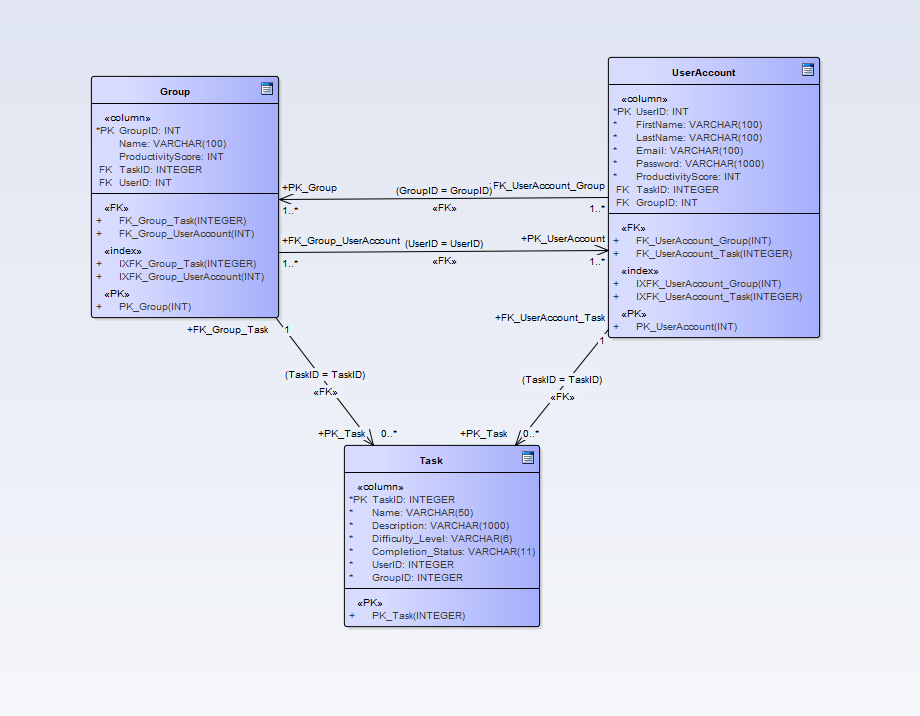 Group
«column»
*PK GroupID: INT
Name: VARCHAR(100)
ProductivityScore: INT
FK TaskID: INTEGER
FK UserID: INT
«FK»
+ FK_Group_Task(INTEGER)
+ FK_Group_UserAccount(INT)
«index»
+ IXFK_Group_Task(INTEGER)
+ IXFK_Group_UserAccount(INT)
«PK»
+ PK_Group(INT)
UserAccount
«column»
*PK UserID: INT
* FirstName: VARCHAR(100)
* LastName: VARCHAR(100)
* Email: VARCHAR(100)
* Password: VARCHAR(1000)
* ProductivityScore: INT
FK TaskID: INTEGER
FK GroupID: INT
«FK»
+ FK_UserAccount_Group(INT)
+ FK_UserAccount_Task(INTEGER)
«index»
+ IXFK_UserAccount_Group(INT)
+ IXFK_UserAccount_Task(INTEGER)
«PK»
+ PK_UserAccount(INT)
+PK_Group
(GroupID = GroupID)
FK_UserAccount_Group
1..*
«FK»
1..*
+FK_Group_UserAccount
(UserID = UserID)
+PK_UserAccount
1..*
«FK»
1..*
+FK_Group_Task
1
(TaskID = TaskID)
«FK»
+PK_Task
0..*
+FK_UserAccount_Task
1
(TaskID = TaskID)
«FK»
+PK_Task
0..*
Task
«column»
*PK TaskID: INTEGER
* Name: VARCHAR(50)
* Description: VARCHAR(1000)
* Difficulty_Level: VARCHAR(6)
* Completion_Status: VARCHAR(11)
* UserID: INTEGER
* GroupID: INTEGER
«PK»
+ PK_Task(INTEGER)